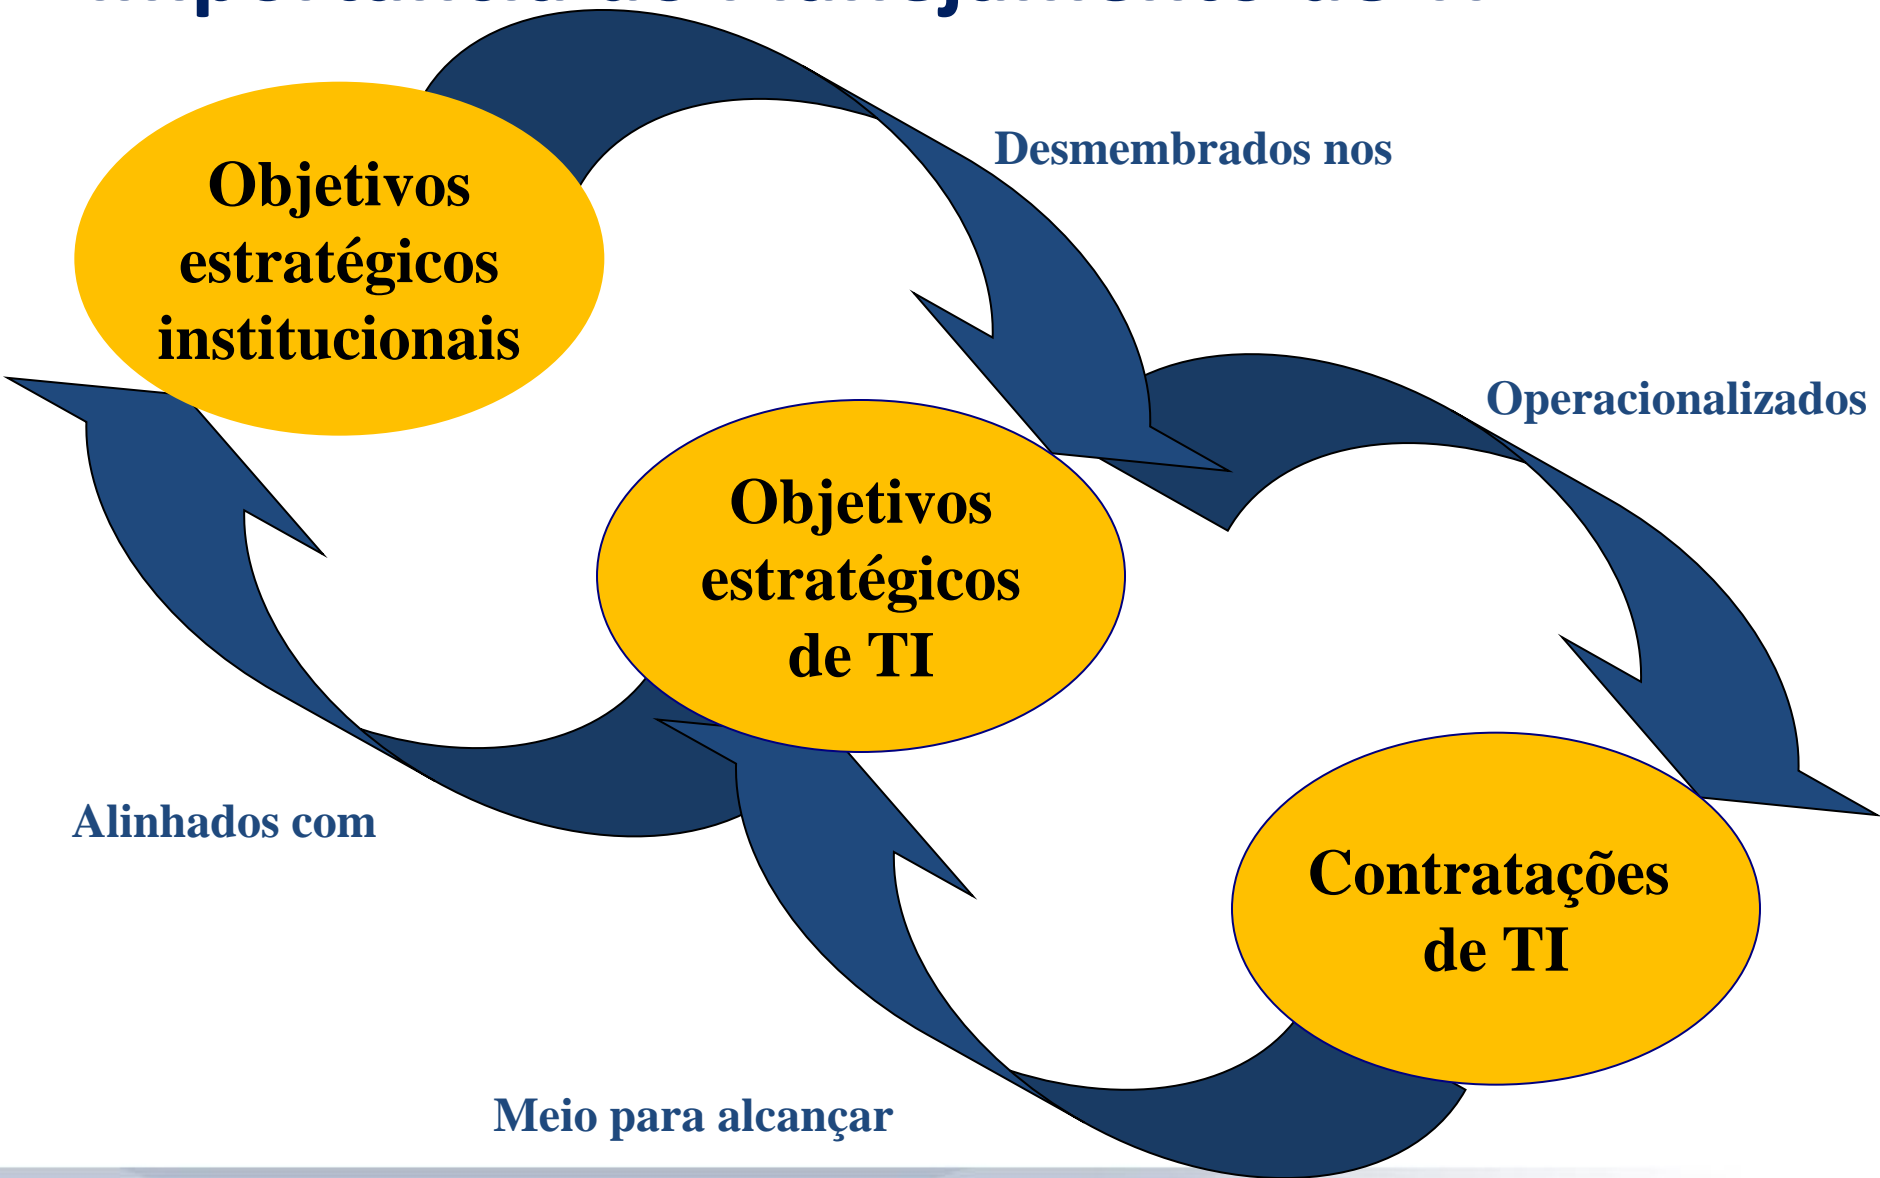 Desmembrados nos
Objetivos
estratégicos
institucionais
Operacionalizados
Objetivos
estratégicos
de TI
Alinhados com
Contratações
de TI
Meio para alcançar